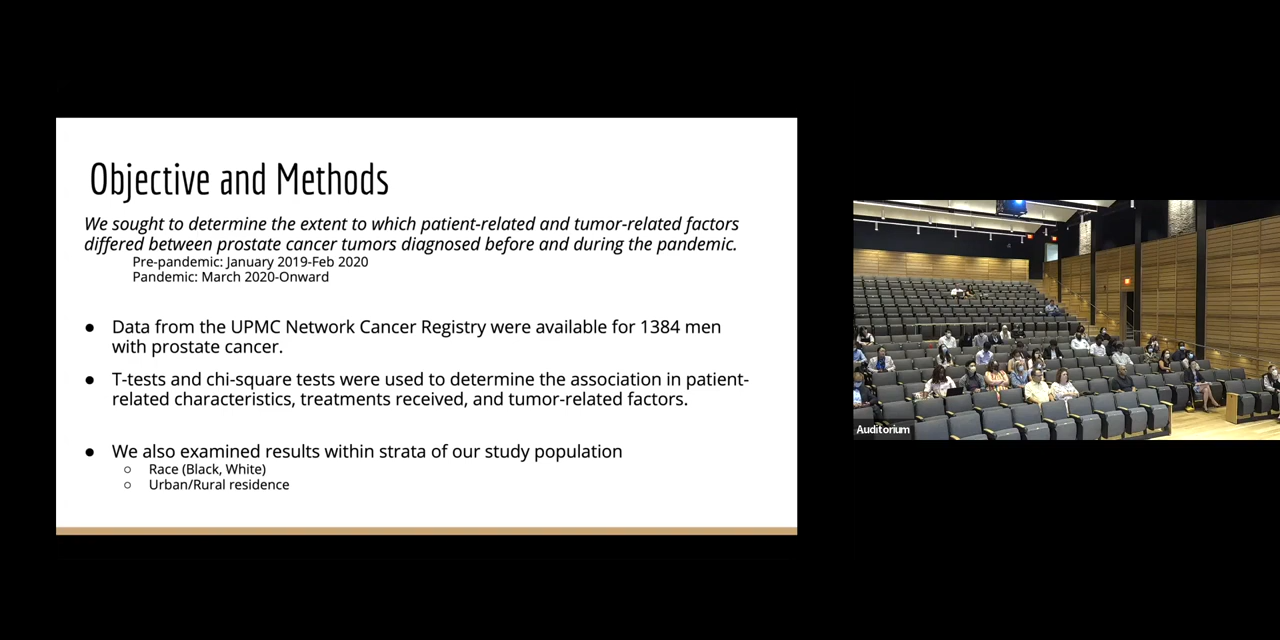 Objective and Methods
We sought to determine the extent to which patient-related and tumor-related factors
differed between prostate cancer tumors diagnosed before and during the pandemic.
Pre-pandemic: January 2019-Feb 2020
Pandemic: March 2020-Onward
● Data from the UPMC Network Cancer Registry were available for 1384 men
with prostate cancer.
● T-tests and chi-square tests were used to determine the association in patient-
related characteristics, treatments received, and tumor-related factors.
● We also examined results within strata of our study population
○ Race (Black, White)
○ Urban/Rural residence
Auditorium